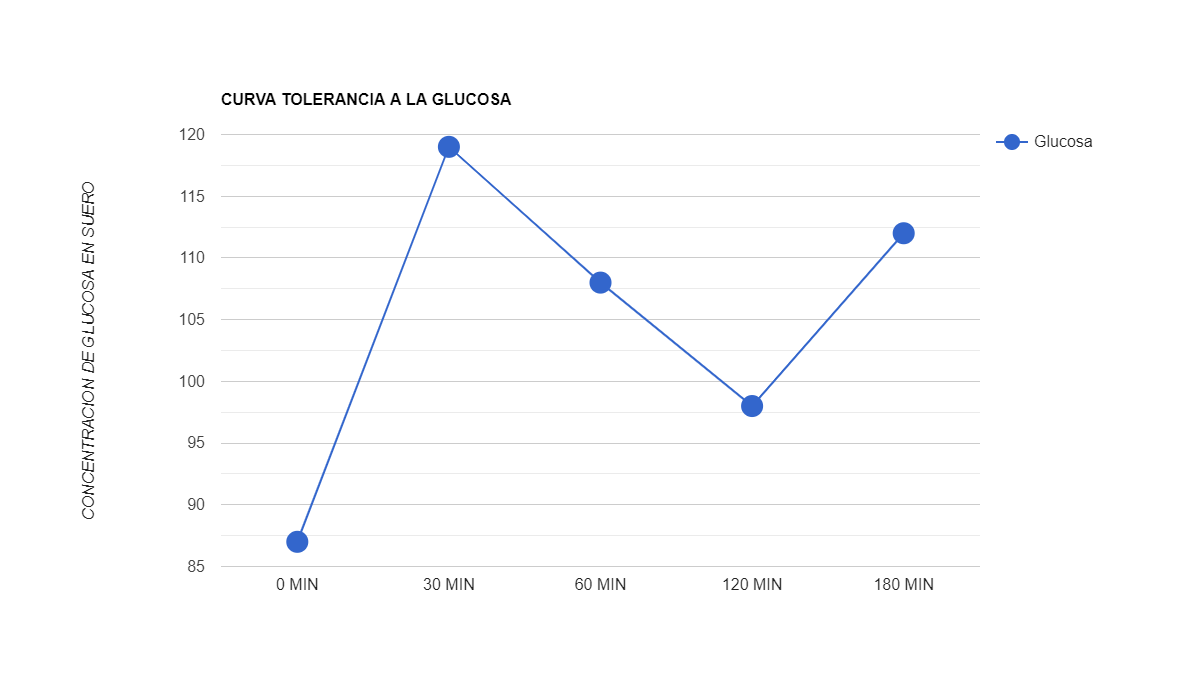 CURVA TOLERANCIA A LA GLUCOSA
Glucosa
CONCENTRACION DE GLUCOSA EN SUERO
120
115
110
105
100
95
90
85
0 MIN 30 MIN 60 MIN 120 MIN 180 MIN